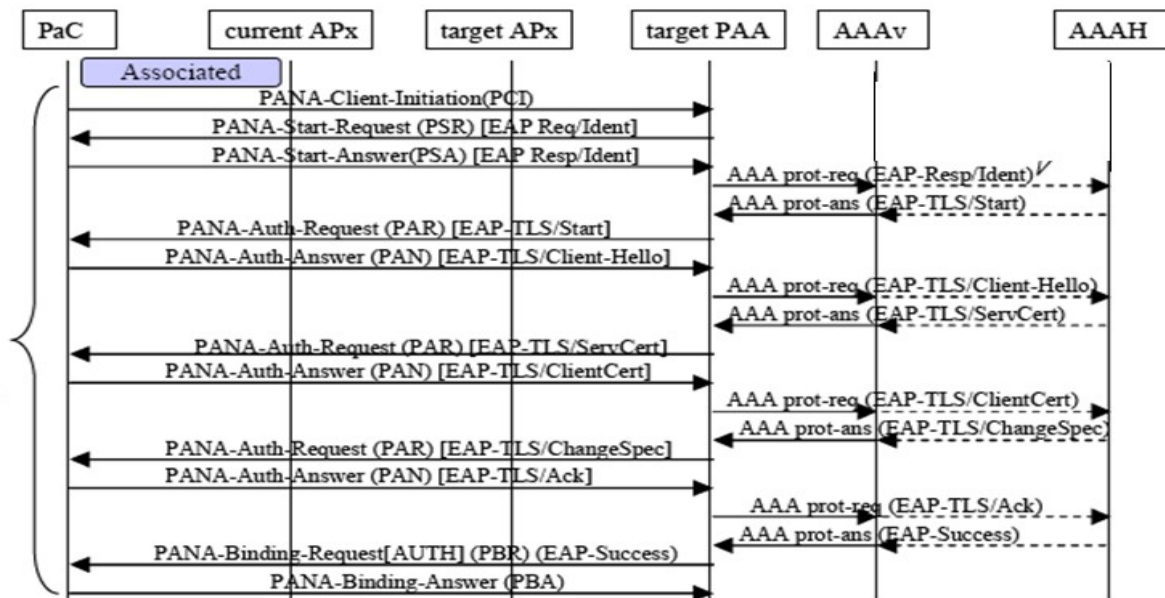 PaC current APx target APx target PAA AAAv AAAH
Associated
PANA-Client-Initiation(PCI)
PANA-Start-Request (PSR) [EAP Req/Ident]
PANA-Start-Answer(PSA) [EAP Resp/Ident]
AAA prot-req (EAP-Resp/Ident)
AAA prot-ans (EAP-TLS/Start)
PANA-Auth-Request (PAR) [EAP-TLS/Start]
PANA-Auth-Answer (PAN) [EAP-TLS/Client-Hello]
AAA prot-req (EAP-TLS/Client-Hello)
AAA prot-ans (EAP-TLS/ServCert)
PANA-Auth-Request (PAR) [EAP-TLS/ServCert]
PANA-Auth-Answer (PAN) [EAP-TLS/ClientCert]
AAA prot-req (EAP-TLS/ClientCert)
AAA prot-ans (EAP-TLS/ChangeSpec)
PANA-Auth-Request (PAR) [EAP-TLS/ChangeSpec]
PANA-Auth-Answer (PAN) [EAP-TLS/Ack]
AAA prot-req (EAP-TLS/Ack)
AAA prot-ans (EAP-Success)
PANA-Binding-Request[AUTH] (PBR) (EAP-Success)
PANA-Binding-Answer (PBA)